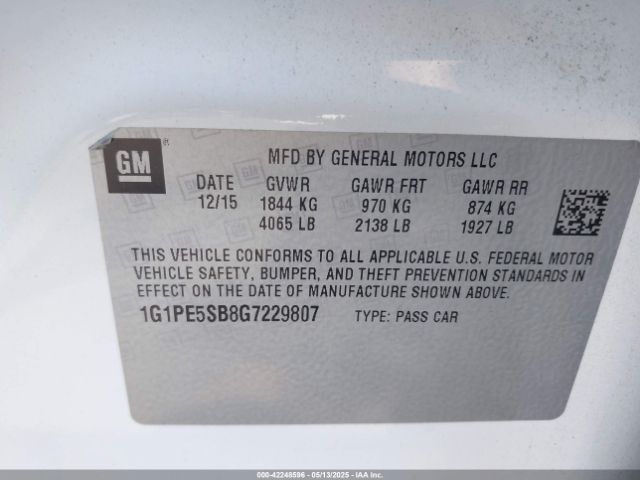 GM®
MFD BY GENERAL MOTORS LLC
DATE GVWR GAWR FRT GAWR RR
12/15 1844 KG 970 KG 874 KG
4065 LB 2138 LB 1927 LB
THIS VEHICLE CONFORMS TO ALL APPLICABLE U.S. FEDERAL MOTOR
VEHICLE SAFETY, BUMPER, AND THEFT PREVENTION STANDARDS IN
EFFECT ON THE DATE OF MANUFACTURE SHOWN ABOVE.
1G1PE5SB8G7229807 TYPE: PASS CAR
000-42248596 - 05/13/2025 - IAAI, Inc.